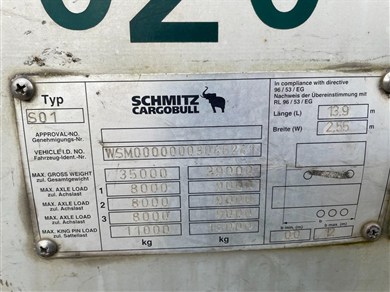 020
Typ
S01
SCHMITZ
CARGOBULL
In compliance with directive
96 / 53 / EG
Nachweis der Übereinstimmung mit
RL 96 / 53 / EG
Länge (L) 13.9 m
Breite (W) 2.55 m
APPROVAL-NO.
Genehmigungs-Nr.
VEHICLE I.D. NO.
Fahrzeug-Ident.-Nr.
MAX. GROSS WEIGHT
zul. Gesamtgewicht 35000 39000
MAX. AXLE LOAD
zul. Achslast 1 8000
MAX. AXLE LOAD
zul. Achslast 2 8000
MAX. AXLE LOAD
zul. Achslast 3 8000
MAX. KING PIN LOAD
zul. Sattellast 11000
kg kg